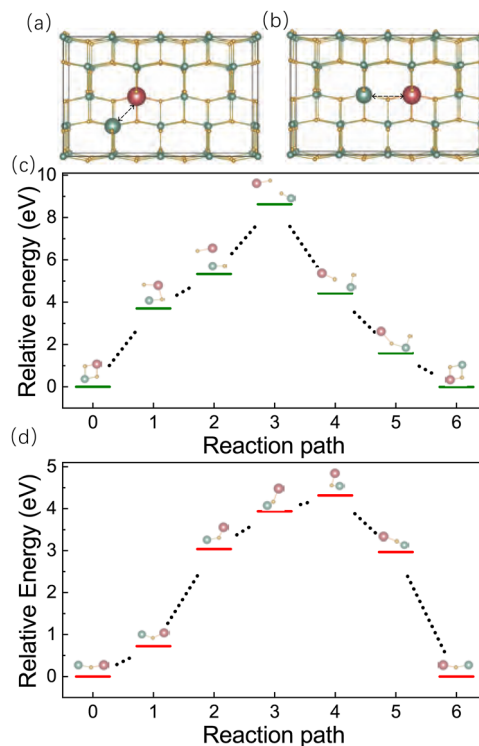 (a)
(b)
(c)
10
8
6
4
2
0
Relative energy (eV)
0 1 2 3 4 5 6
Reaction path
(d)
5
4
3
2
1
0
Relative Energy (eV)
0 1 2 3 4 5 6
Reaction path